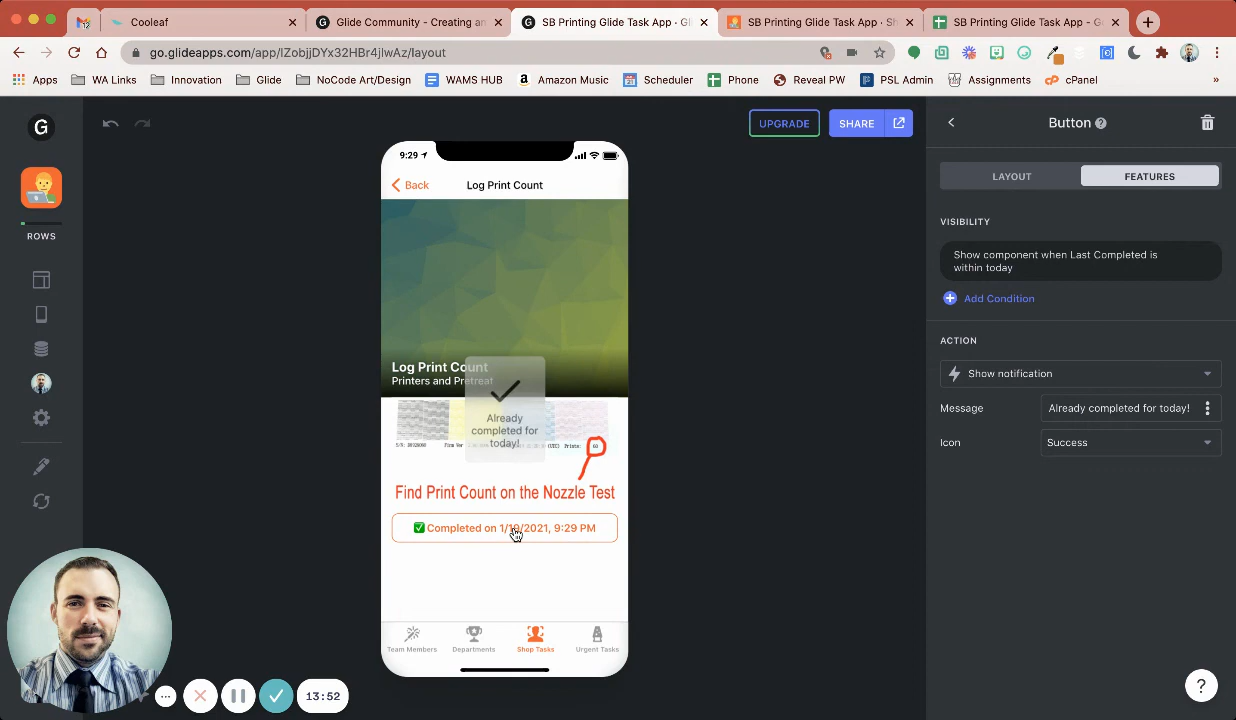 Cooleaf
Glide Community - Creating an
SB Printing Glide Task App - Gl
SB Printing Glide Task App - Sh
SB Printing Glide Task App - Go
go.glideapps.com/app/IZobjjDYx32HBr4jlwAz/layout
Apps WA Links Innovation Glide NoCode Art/Design WAMS HUB Amazon Music Scheduler Phone Reveal PW PSL Admin Assignments cPanel »
G
ROWS
UPGRADE
SHARE
9:29
Back
Log Print Count
Log Print Count
Printers and Pretreat
Already
completed for
today!
Prints: 60
Find Print Count on the Nozzle Test
✅ Completed on 1/19/2021, 9:29 PM
Team Members
Departments
Shop Tasks
Urgent Tasks
Button
LAYOUT
FEATURES
VISIBILITY
Show component when Last Completed is
within today
Add Condition
ACTION
Show notification
Message
Already completed for today!
Icon
Success
13:52
?